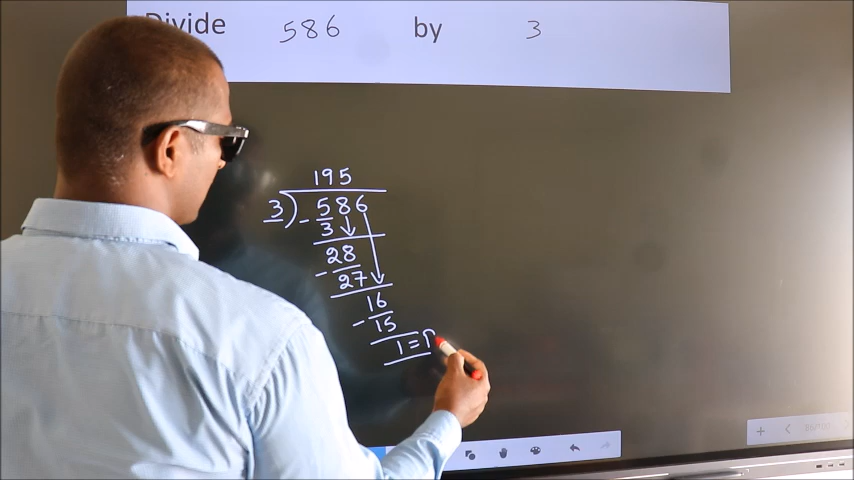 Divide 586 by 3
195
3) - 586
3
28
- 27
16
- 15
1 = r